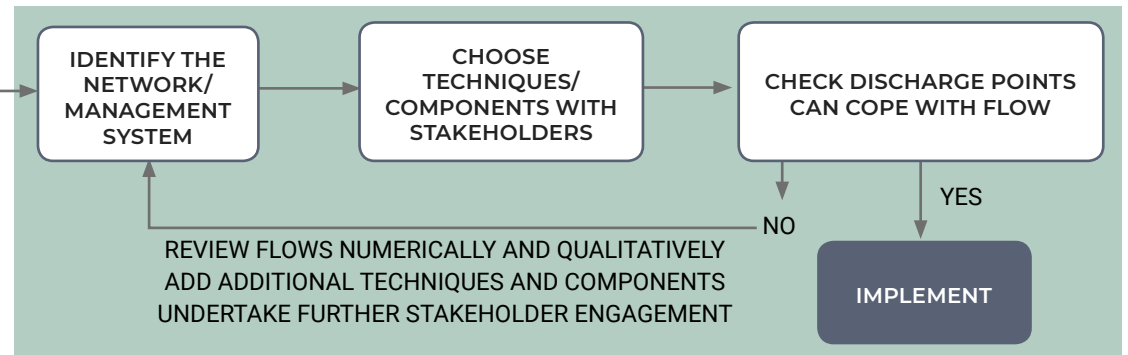 IDENTIFY THE
NETWORK/
MANAGEMENT
SYSTEM
CHOOSE
TECHNIQUES/
COMPONENTS WITH
STAKEHOLDERS
CHECK DISCHARGE POINTS
CAN COPE WITH FLOW
NO
YES
REVIEW FLOWS NUMERICALLY AND QUALITATIVELY
ADD ADDITIONAL TECHNIQUES AND COMPONENTS
UNDERTAKE FURTHER STAKEHOLDER ENGAGEMENT
IMPLEMENT